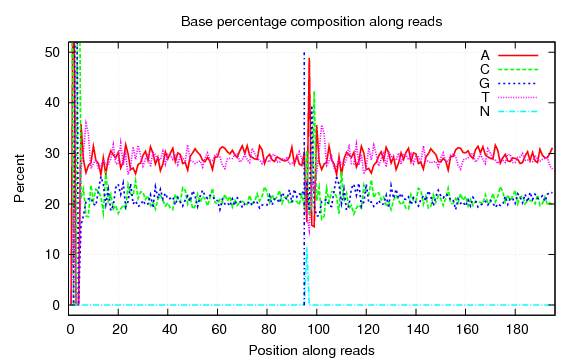 Base percentage composition along reads
A
C
G
T
N
Percent
50
40
30
20
10
0
0 20 40 60 80 100 120 140 160 180
Position along reads